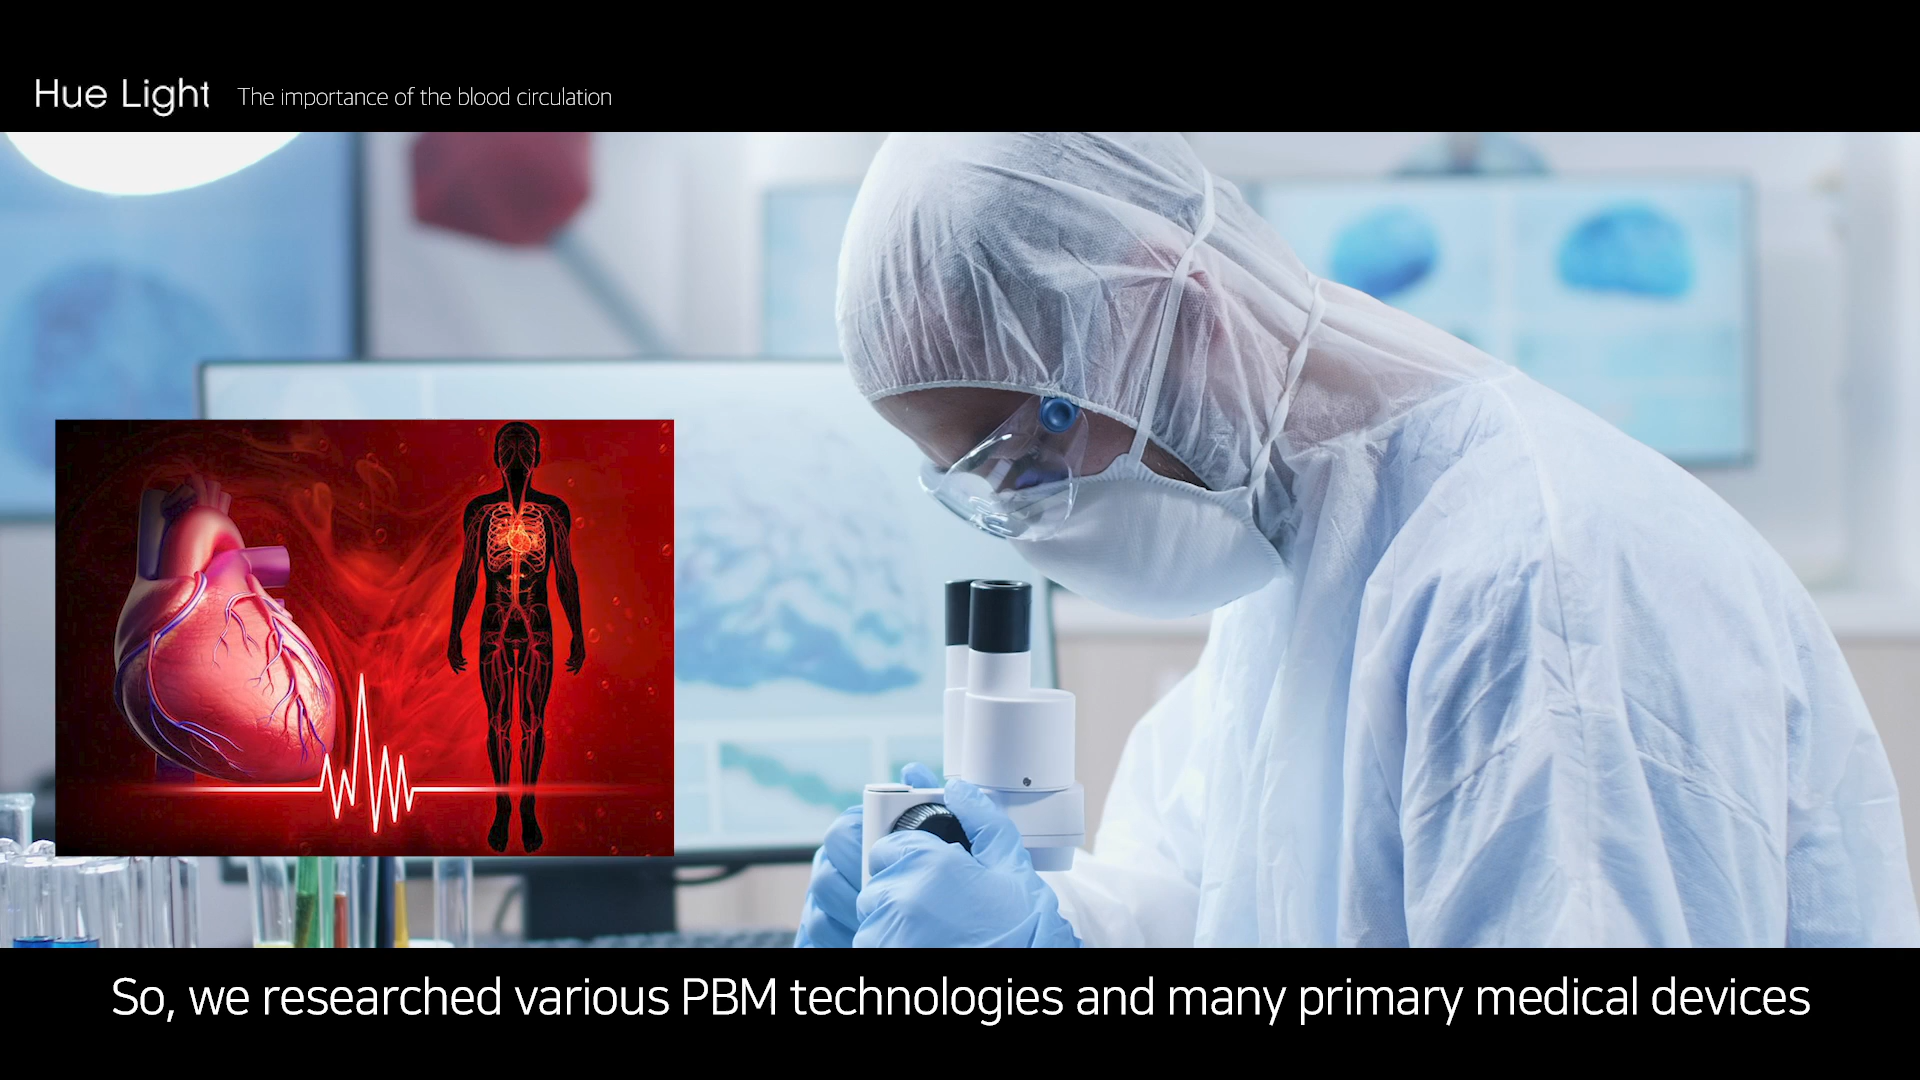 Hue Light The importance of the blood circulation
So, we researched various PBM technologies and many primary medical devices